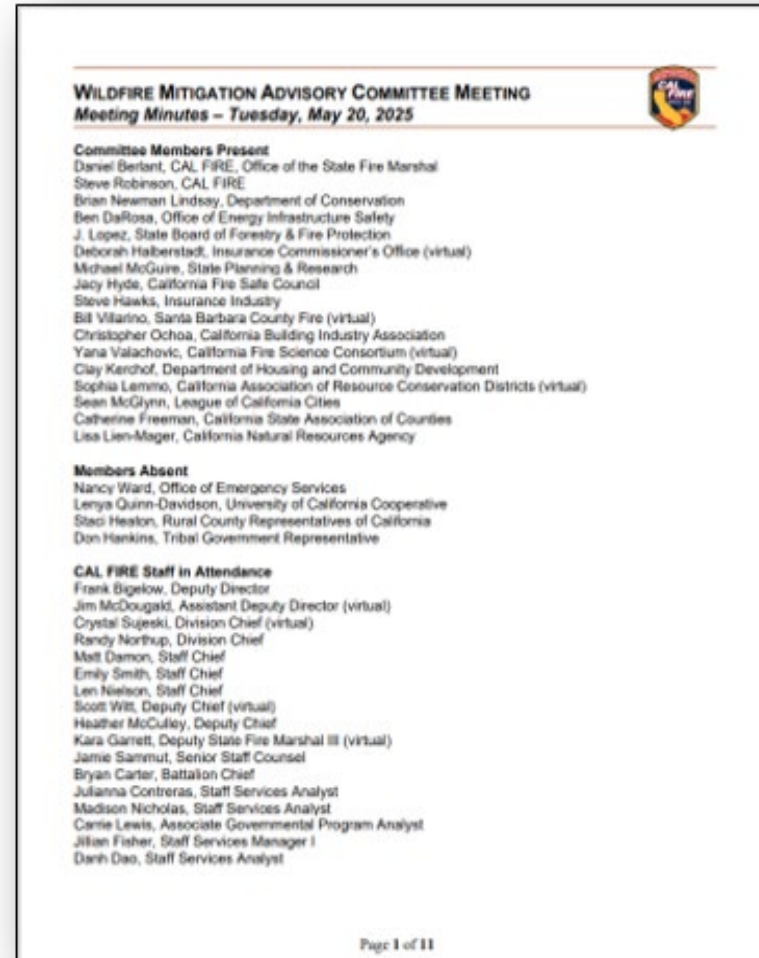 WILDFIRE MITIGATION ADVISORY COMMITTEE MEETING
Meeting Minutes – Tuesday, May 20, 2025
CAL
FIRE
Committee Members Present
Daniel Berlant, CAL FIRE, Office of the State Fire Marshal
Steve Robinson, CAL FIRE
Brian Newman Lindsay, Department of Conservation
Ben DaRosa, Office of Energy Infrastructure Safety
J. Lopez, State Board of Forestry & Fire Protection
Deborah Halberstadt, Insurance Commissioner's Office (virtual)
Michael McGuire, State Planning & Research
Jacy Hyde, California Fire Safe Council
Steve Hawks, Insurance Industry
Bill Villarino, Santa Barbara County Fire (virtual)
Christopher Ochoa, California Building Industry Association
Yana Valachovic, California Fire Science Consortium (virtual)
Clay Kerchof, Department of Housing and Community Development
Sophia Lemmo, California Association of Resource Conservation Districts (virtual)
Sean McGlynn, League of California Cities
Catherine Freeman, California State Association of Counties
Lisa Lien-Mager, California Natural Resources Agency
Members Absent
Nancy Ward, Office of Emergency Services
Lenya Quinn-Davidson, University of California Cooperative
Staci Heaton, Rural County Representatives of California
Don Hankins, Tribal Government Representative
CAL FIRE Staff in Attendance
Frank Bigelow, Deputy Director
Jim McDougald, Assistant Deputy Director (virtual)
Crystal Sujeski, Division Chief (virtual)
Randy Northup, Division Chief
Matt Damon, Staff Chief
Emily Smith, Staff Chief
Len Nielson, Staff Chief
Scott Witt, Deputy Chief (virtual)
Heather McCulley, Deputy Chief
Kara Garrett, Deputy State Fire Marshal III (virtual)
Jamie Sammut, Senior Staff Counsel
Bryan Carter, Battalion Chief
Julianna Contreras, Staff Services Analyst
Madison Nicholas, Staff Services Analyst
Carrie Lewis, Associate Governmental Program Analyst
Jillian Fisher, Staff Services Manager I
Danh Dao, Staff Services Analyst
Page 1 of 11